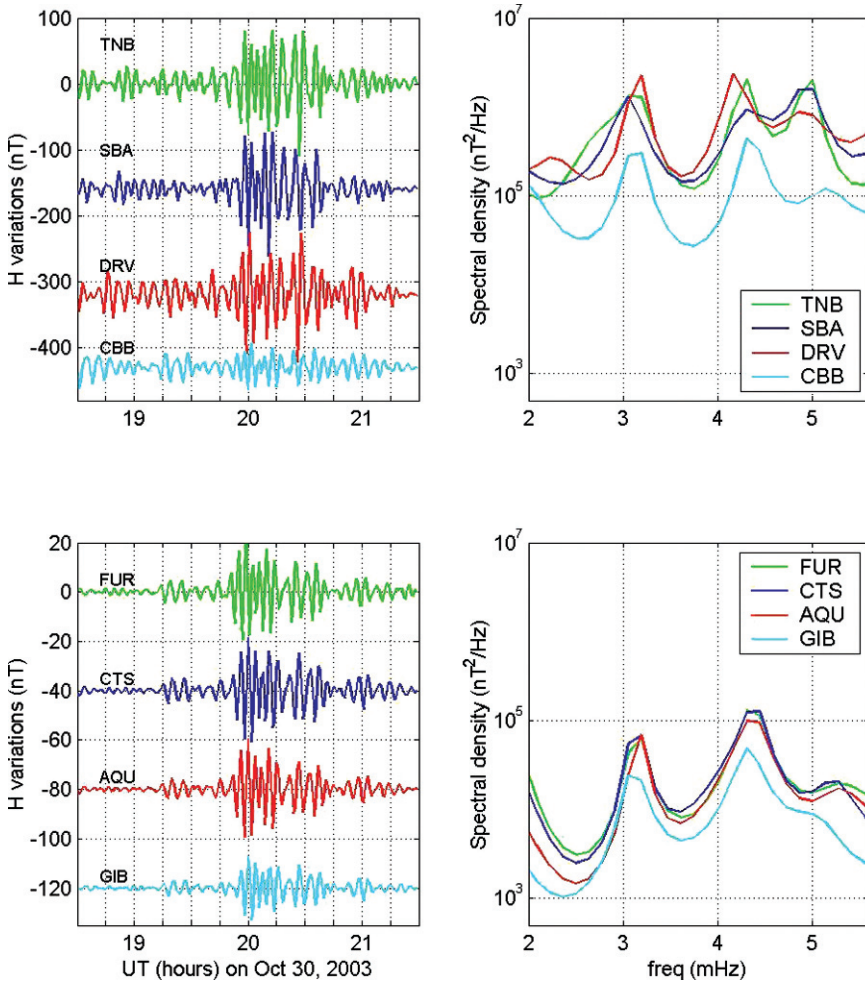 100
0
-100
-200
-300
-400
H variations (nT)
TNB
SBA
DRV
CBB
19
20
21
10^7
10^5
10^3
Spectral density (nT^2/Hz)
TNB
SBA
DRV
CBB
2
3
4
5
20
0
-20
-40
-60
-80
-100
-120
H variations (nT)
FUR
CTS
AQU
GIB
19
20
21
UT (hours) on Oct 30, 2003
10^7
10^5
10^3
Spectral density (nT^2/Hz)
FUR
CTS
AQU
GIB
2
3
4
5
freq (mHz)